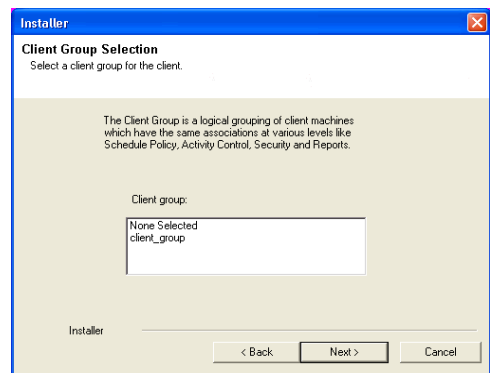 Installer
Client Group Selection
Select a client group for the client.
The Client Group is a logical grouping of client machines
which have the same associations at various levels like
Schedule Policy, Activity Control, Security and Reports.
Client group:
None Selected
client_group
Installer
< Back
Next >
Cancel